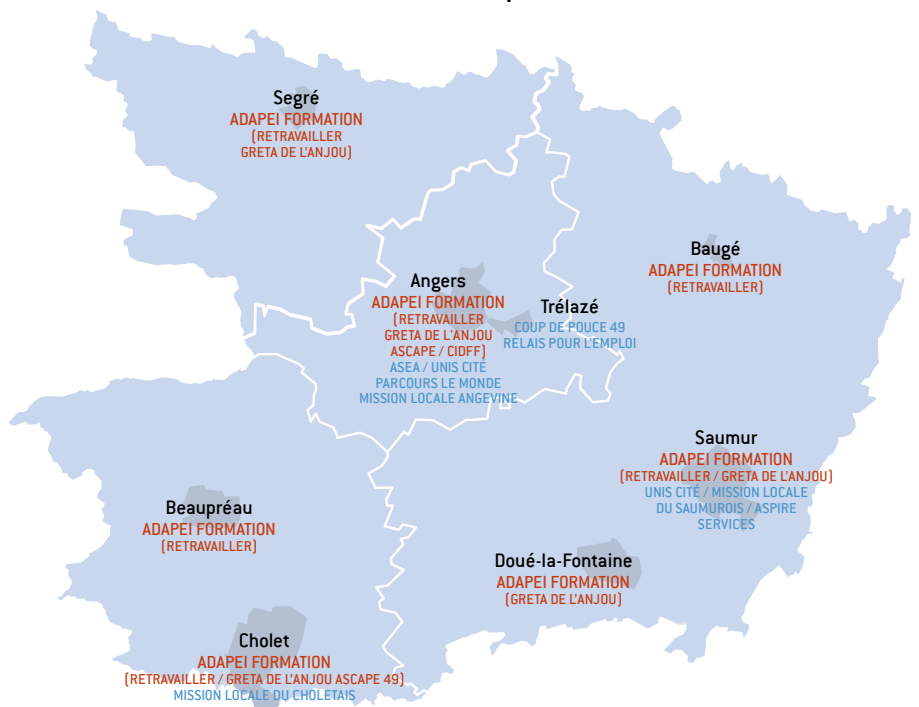 Segré
ADAPEI FORMATION
(RETRAVAILLER
GRETA DE L'ANJOU)
Baugé
ADAPEI FORMATION
(RETRAVAILLER)
Angers
ADAPEI FORMATION
(RETRAVAILLER
GRETA DE L'ANJOU
ASCAPE / CIDFF)
ASEA / UNIS CITÉ
PARCOURS LE MONDE
MISSION LOCALE ANGEVINE
Trélazé
COUP DE POUCE 49
RELAIS POUR L'EMPLOI
Saumur
ADAPEI FORMATION
(RETRAVAILLER / GRETA DE L'ANJOU)
UNIS CITÉ / MISSION LOCALE
DU SAUMUROIS / ASPIRE
SERVICES
Beaupréau
ADAPEI FORMATION
(RETRAVAILLER)
Doué-la-Fontaine
ADAPEI FORMATION
(GRETA DE L'ANJOU)
Cholet
ADAPEI FORMATION
(RETRAVAILLER / GRETA DE L'ANJOU ASCAPE 49)
MISSION LOCALE DU CHOLETAIS